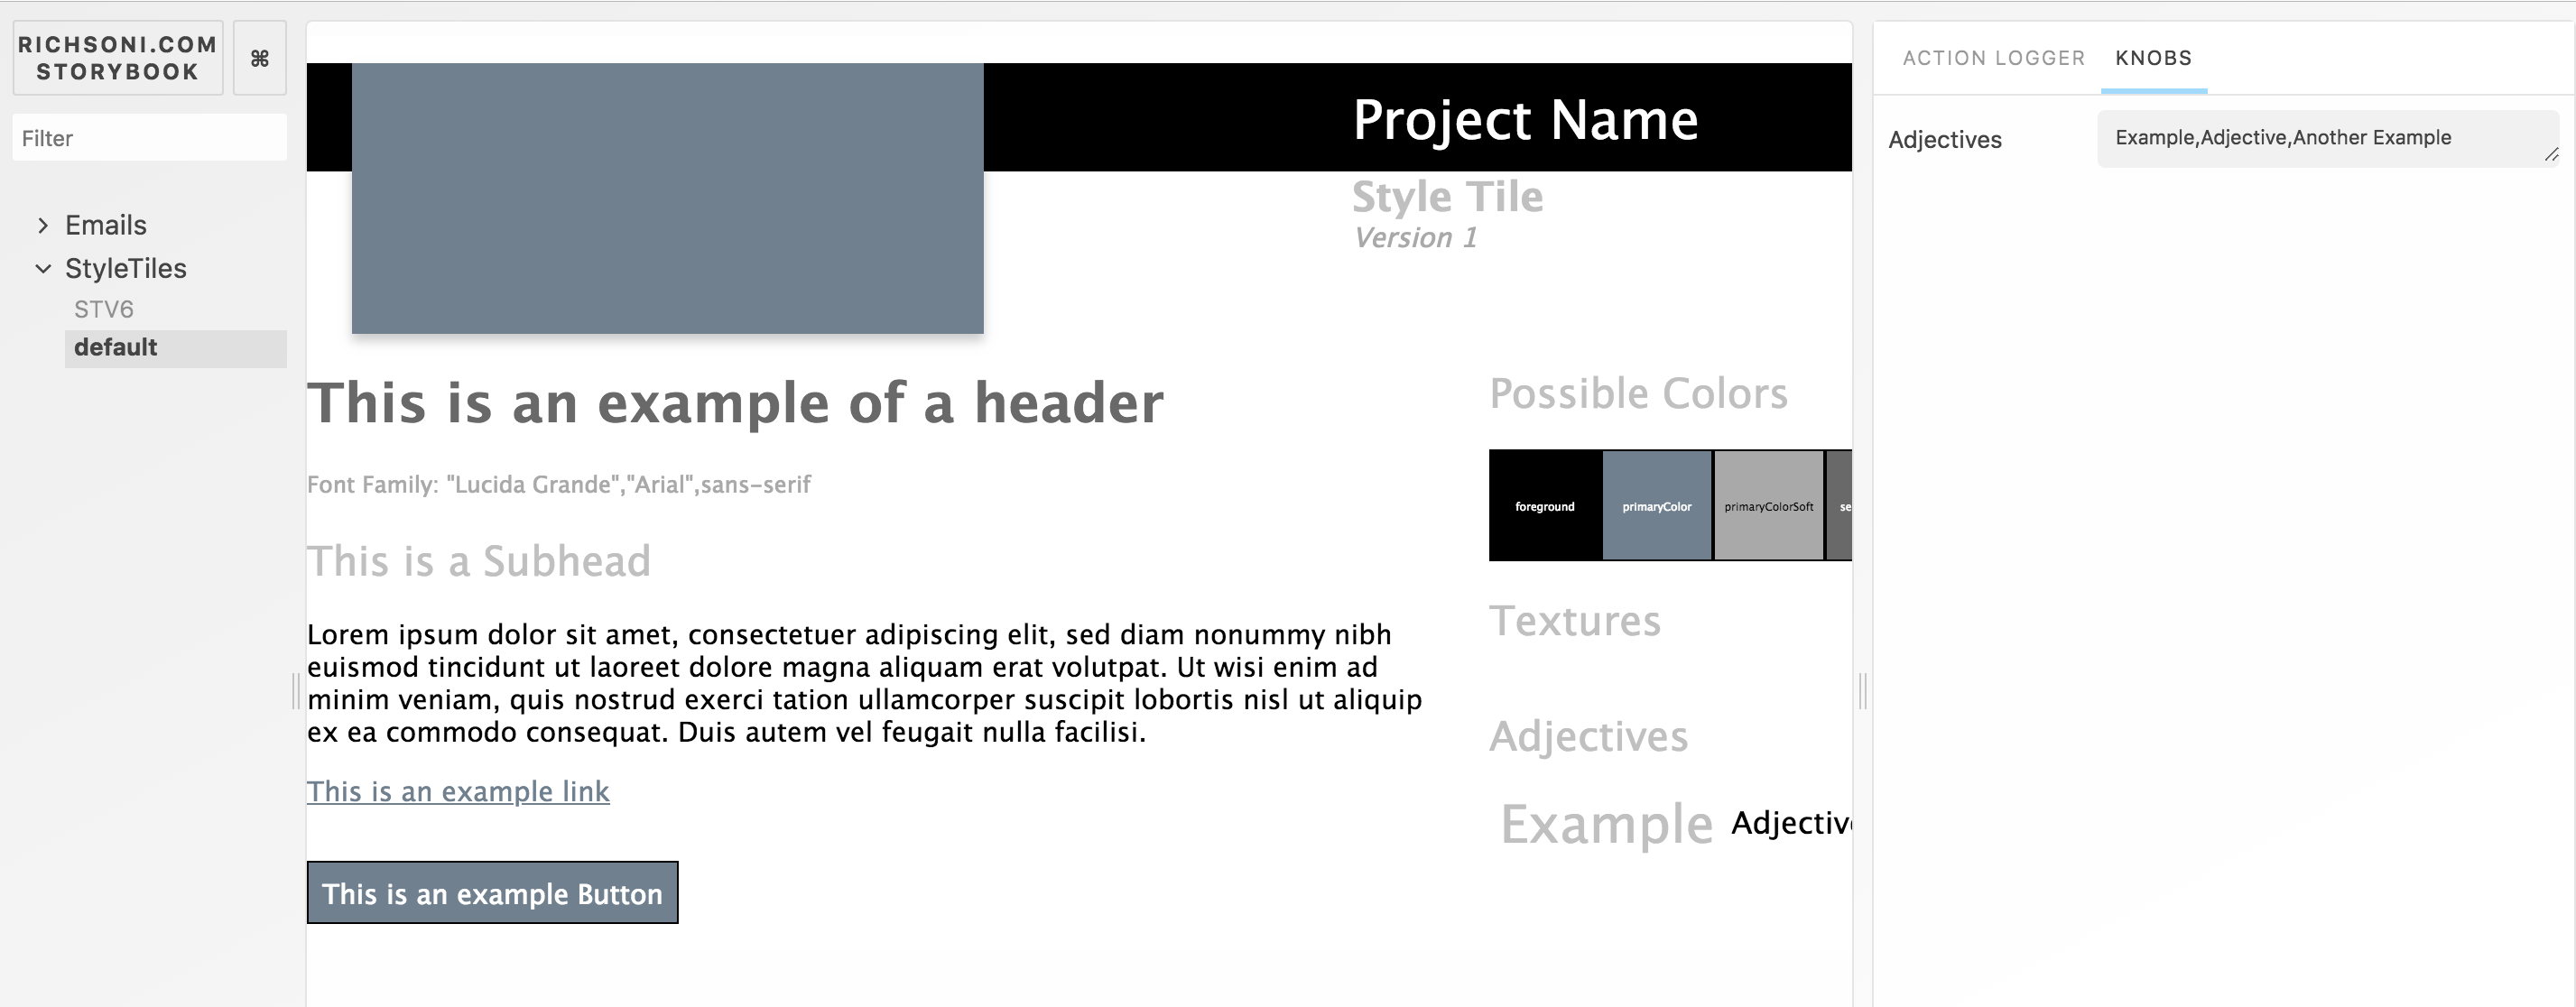 RICHSONI.COM
STORYBOOK
⌘
Filter
Emails
StyleTiles
STV6
default
Project Name
Style Tile
Version 1
This is an example of a header
Font Family: "Lucida Grande","Arial",sans-serif
This is a Subhead
Lorem ipsum dolor sit amet, consectetuer adipiscing elit, sed diam nonummy nibh
euismod tincidunt ut laoreet dolore magna aliquam erat volutpat. Ut wisi enim ad
minim veniam, quis nostrud exerci tation ullamcorper suscipit lobortis nisl ut aliquip
ex ea commodo consequat. Duis autem vel feugait nulla facilisi.
This is an example link
This is an example Button
Possible Colors
foreground primaryColor primaryColorSoft se
Textures
Adjectives
Example Adjectiv
ACTION LOGGER KNOBS
Adjectives Example,Adjective,Another Example